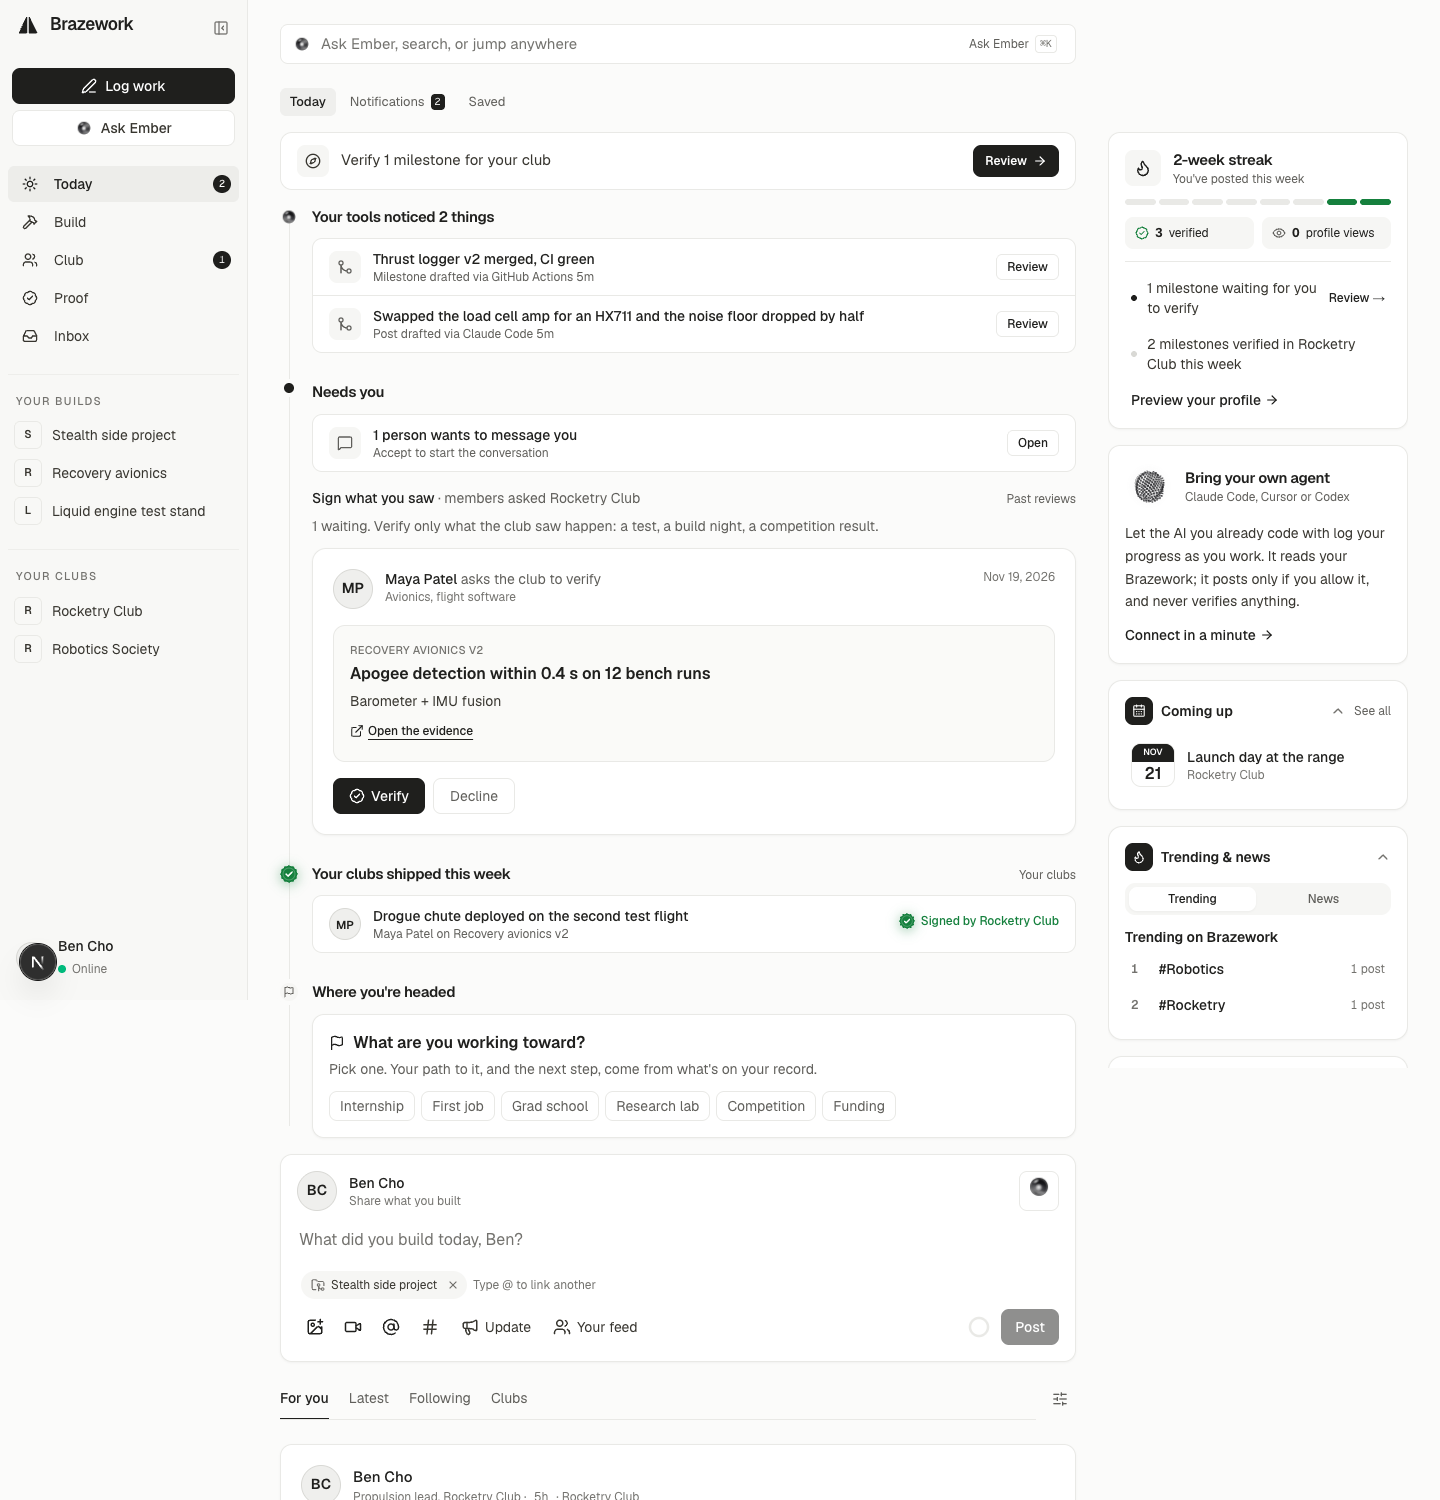 Brazework
Log work
Ask Ember
Today 2
Build
Club 1
Proof
Inbox
YOUR BUILDS
S Stealth side project
R Recovery avionics
L Liquid engine test stand
YOUR CLUBS
R Rocketry Club
R Robotics Society
N
Ben Cho
Online
Ask Ember, search, or jump anywhere
Ask Ember ⌘K
Today Notifications 2 Saved
Verify 1 milestone for your club
Review →
Your tools noticed 2 things
Thrust logger v2 merged, CI green
Milestone drafted via GitHub Actions 5m
Review
Swapped the load cell amp for an HX711 and the noise floor dropped by half
Post drafted via Claude Code 5m
Review
Needs you
1 person wants to message you
Accept to start the conversation
Open
Sign what you saw · members asked Rocketry Club
Past reviews
1 waiting. Verify only what the club saw happen: a test, a build night, a competition result.
MP
Maya Patel asks the club to verify
Avionics, flight software
Nov 19, 2026
RECOVERY AVIONICS V2
Apogee detection within 0.4 s on 12 bench runs
Barometer + IMU fusion
Open the evidence
Verify
Decline
Your clubs shipped this week
Your clubs
MP
Drogue chute deployed on the second test flight
Maya Patel on Recovery avionics v2
Signed by Rocketry Club
Where you're headed
What are you working toward?
Pick one. Your path to it, and the next step, come from what's on your record.
Internship First job Grad school Research lab Competition Funding
BC
Ben Cho
Share what you built
What did you build today, Ben?
Stealth side project × Type @ to link another
Update Your feed
Post
For you Latest Following Clubs
BC
Ben Cho
Propulsion lead, Rocketry Club · 5h · Rocketry Club
2-week streak
You've posted this week
3 verified
0 profile views
1 milestone waiting for you
to verify
Review →
2 milestones verified in Rocketry
Club this week
Preview your profile →
Bring your own agent
Claude Code, Cursor or Codex
Let the AI you already code with log your
progress as you work. It reads your
Brazework; it posts only if you allow it,
and never verifies anything.
Connect in a minute →
Coming up
See all
NOV
21
Launch day at the range
Rocketry Club
Trending & news
Trending News
Trending on Brazework
1 #Robotics 1 post
2 #Rocketry 1 post